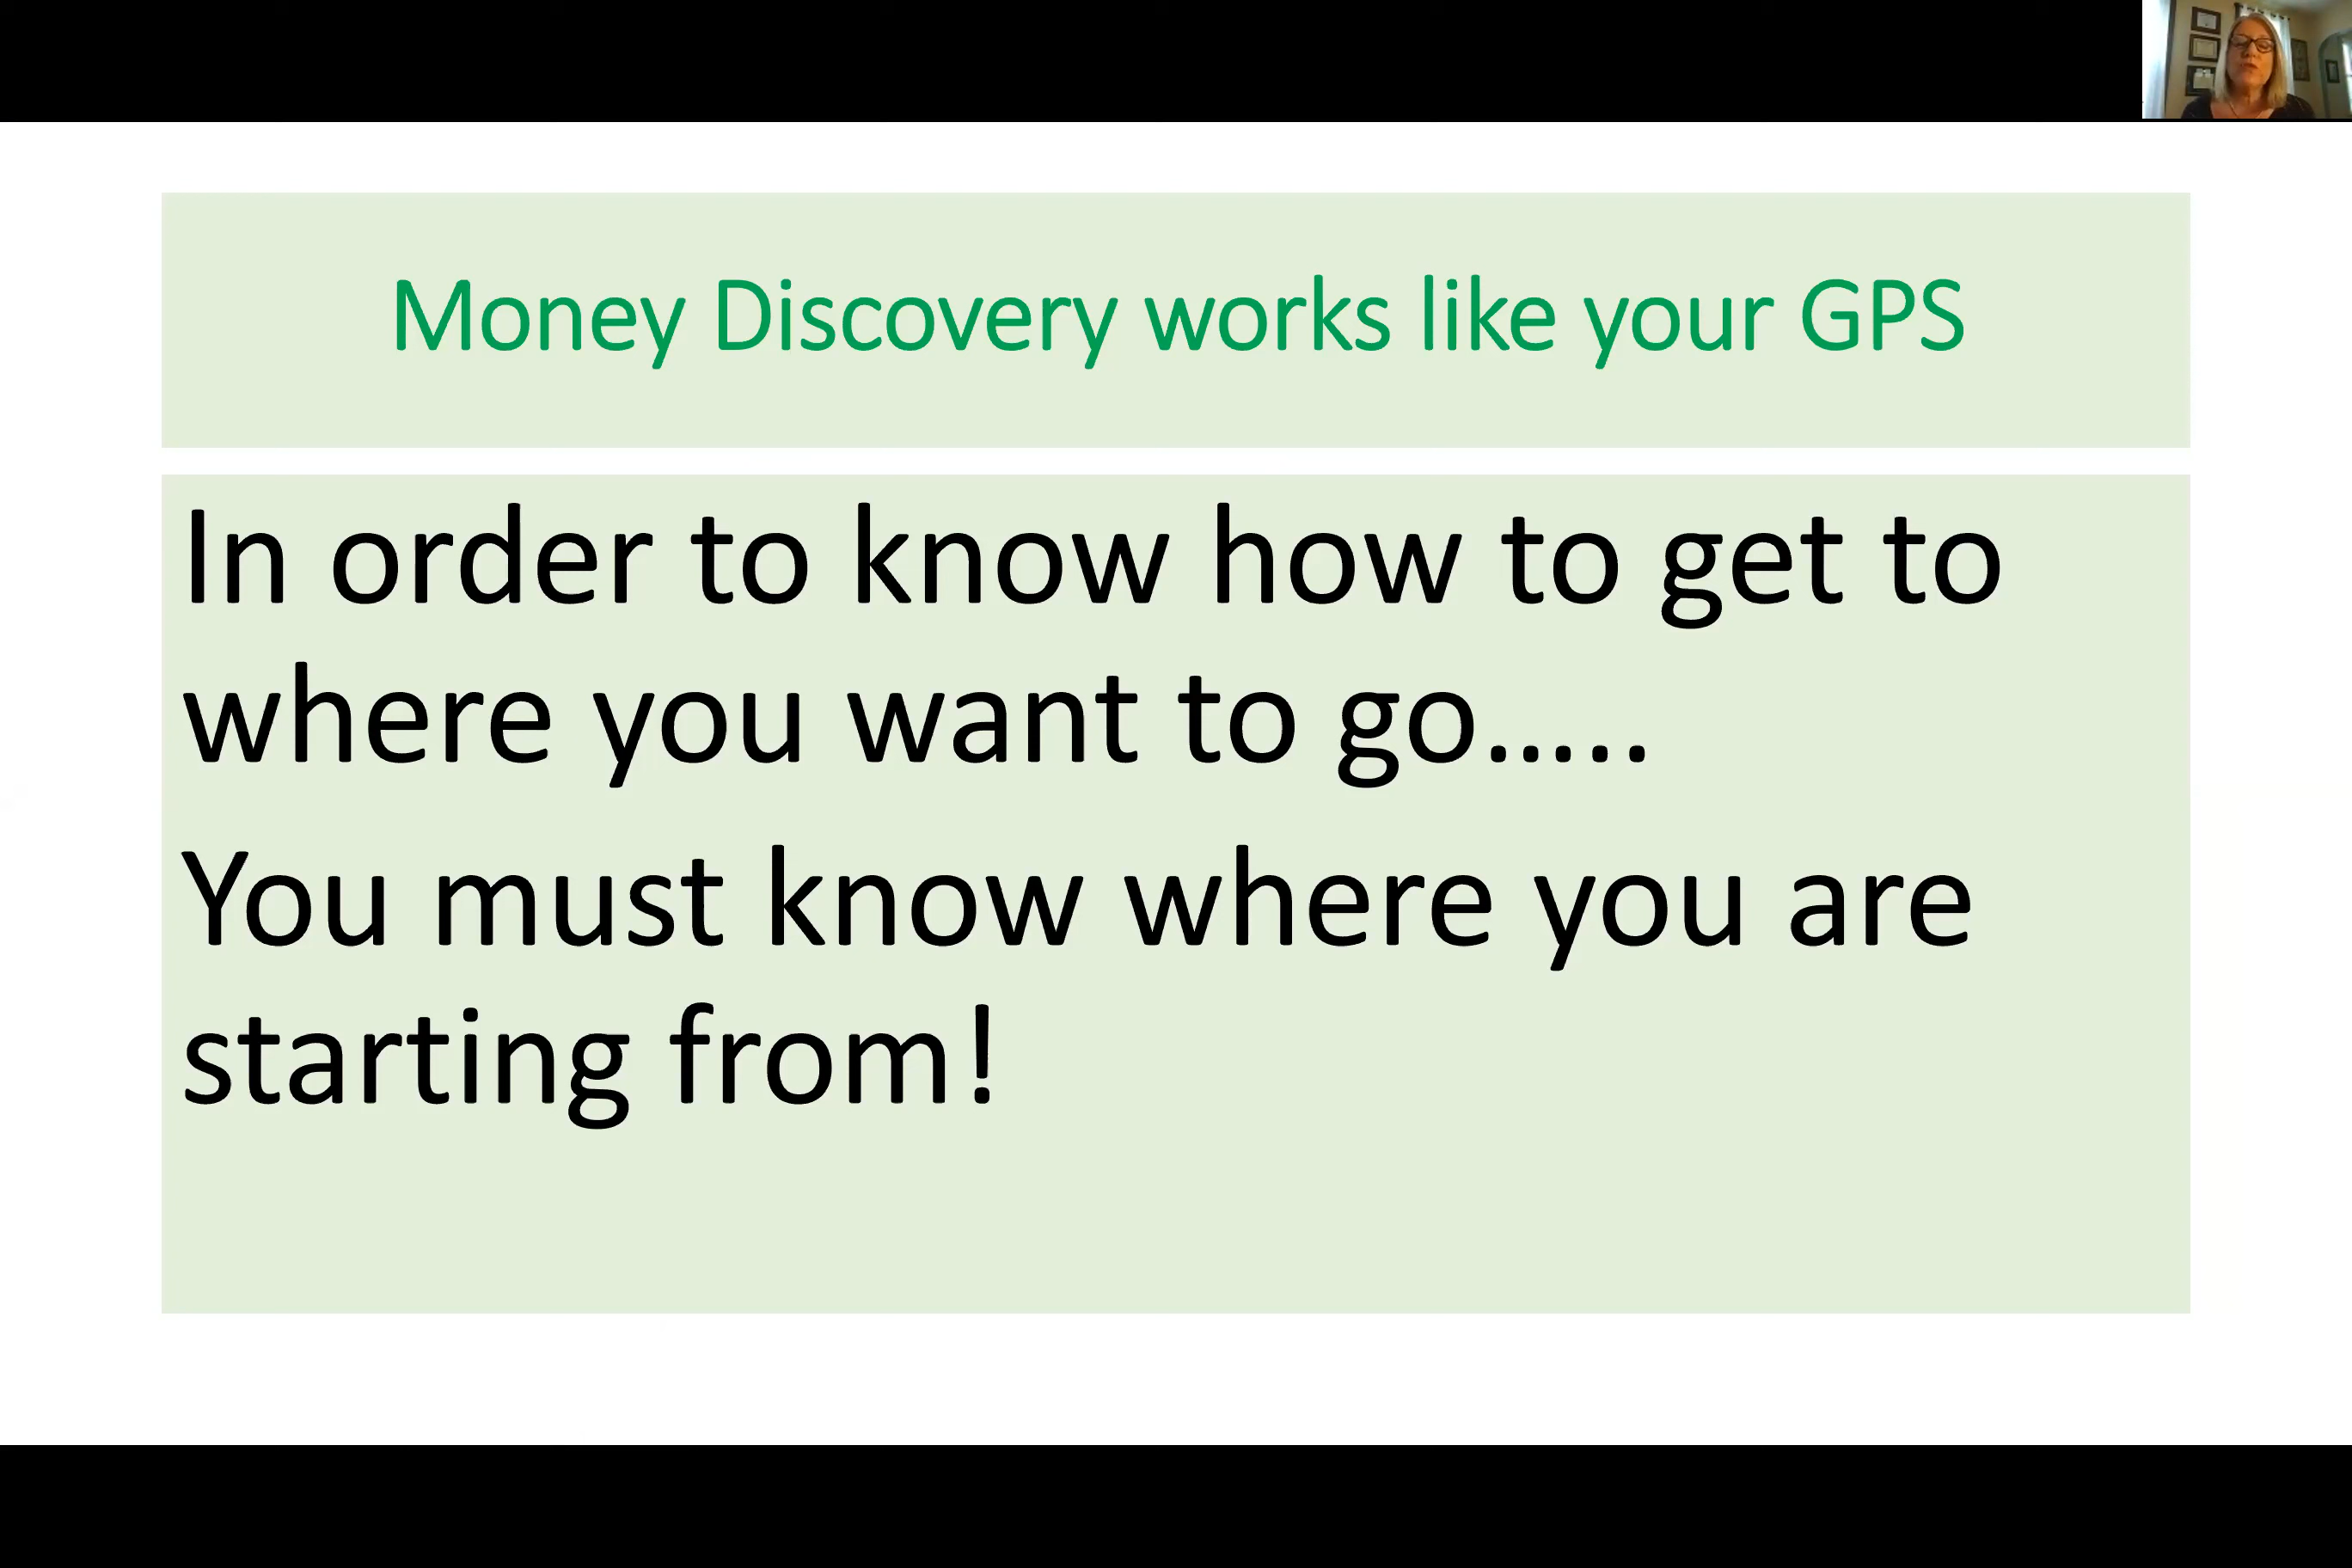 Money Discovery works like your GPS
In order to know how to get to
where you want to go.....
You must know where you are
starting from!